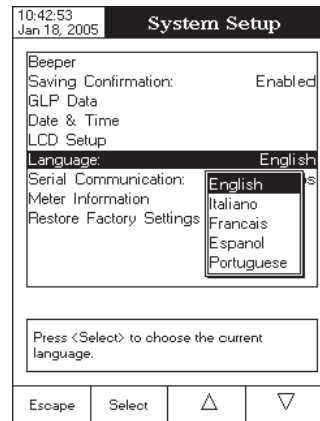 10:42:53
Jan 18, 2005
System Setup
Beeper
Saving Confirmation: Enabled
GLP Data
Date & Time
LCD Setup
Language: English
Serial Communication:
Meter Information
Restore Factory Settings
English
Italiano
Francais
Espanol
Portuguese
Press <Select> to choose the current
language.
Escape Select